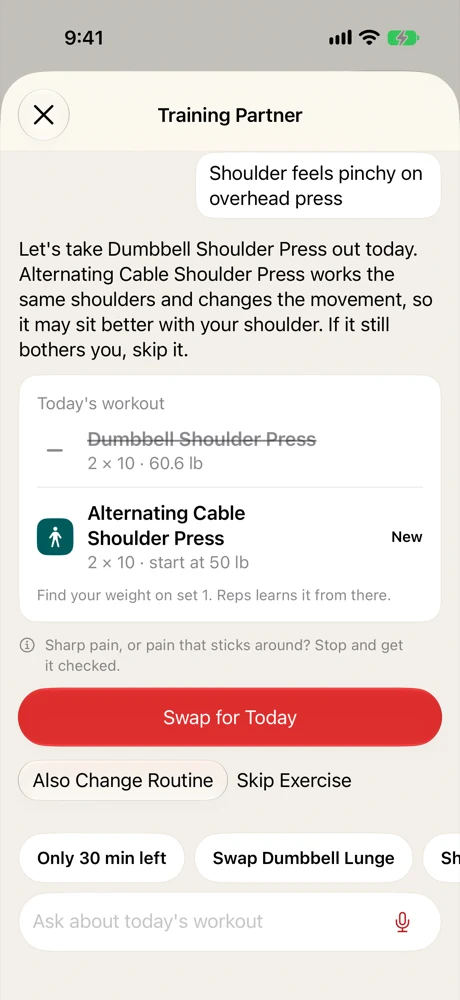 9:41
Training Partner
Shoulder feels pinchy on
overhead press
Let's take Dumbbell Shoulder Press out today.
Alternating Cable Shoulder Press works the
same shoulders and changes the movement, so
it may sit better with your shoulder. If it still
bothers you, skip it.
Today's workout
Dumbbell Shoulder Press
2 × 10 · 60.6 lb
Alternating Cable
Shoulder Press
New
2 × 10 · start at 50 lb
Find your weight on set 1. Reps learns it from there.
Sharp pain, or pain that sticks around? Stop and get
it checked.
Swap for Today
Also Change Routine
Skip Exercise
Only 30 min left
Swap Dumbbell Lunge
Sh
Ask about today's workout